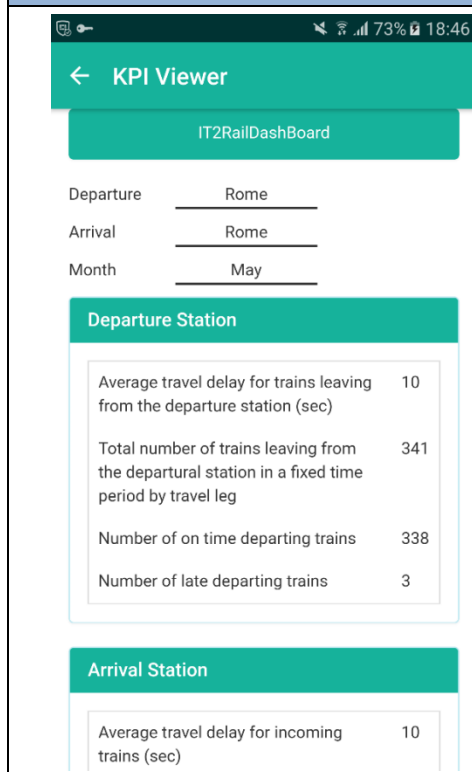 73% 18:46
KPI Viewer
IT2RailDashBoard
Departure Rome
Arrival Rome
Month May
Departure Station
Average travel delay for trains leaving 10
from the departure station (sec)
Total number of trains leaving from 341
the departural station in a fixed time
period by travel leg
Number of on time departing trains 338
Number of late departing trains 3
Arrival Station
Average travel delay for incoming 10
trains (sec)